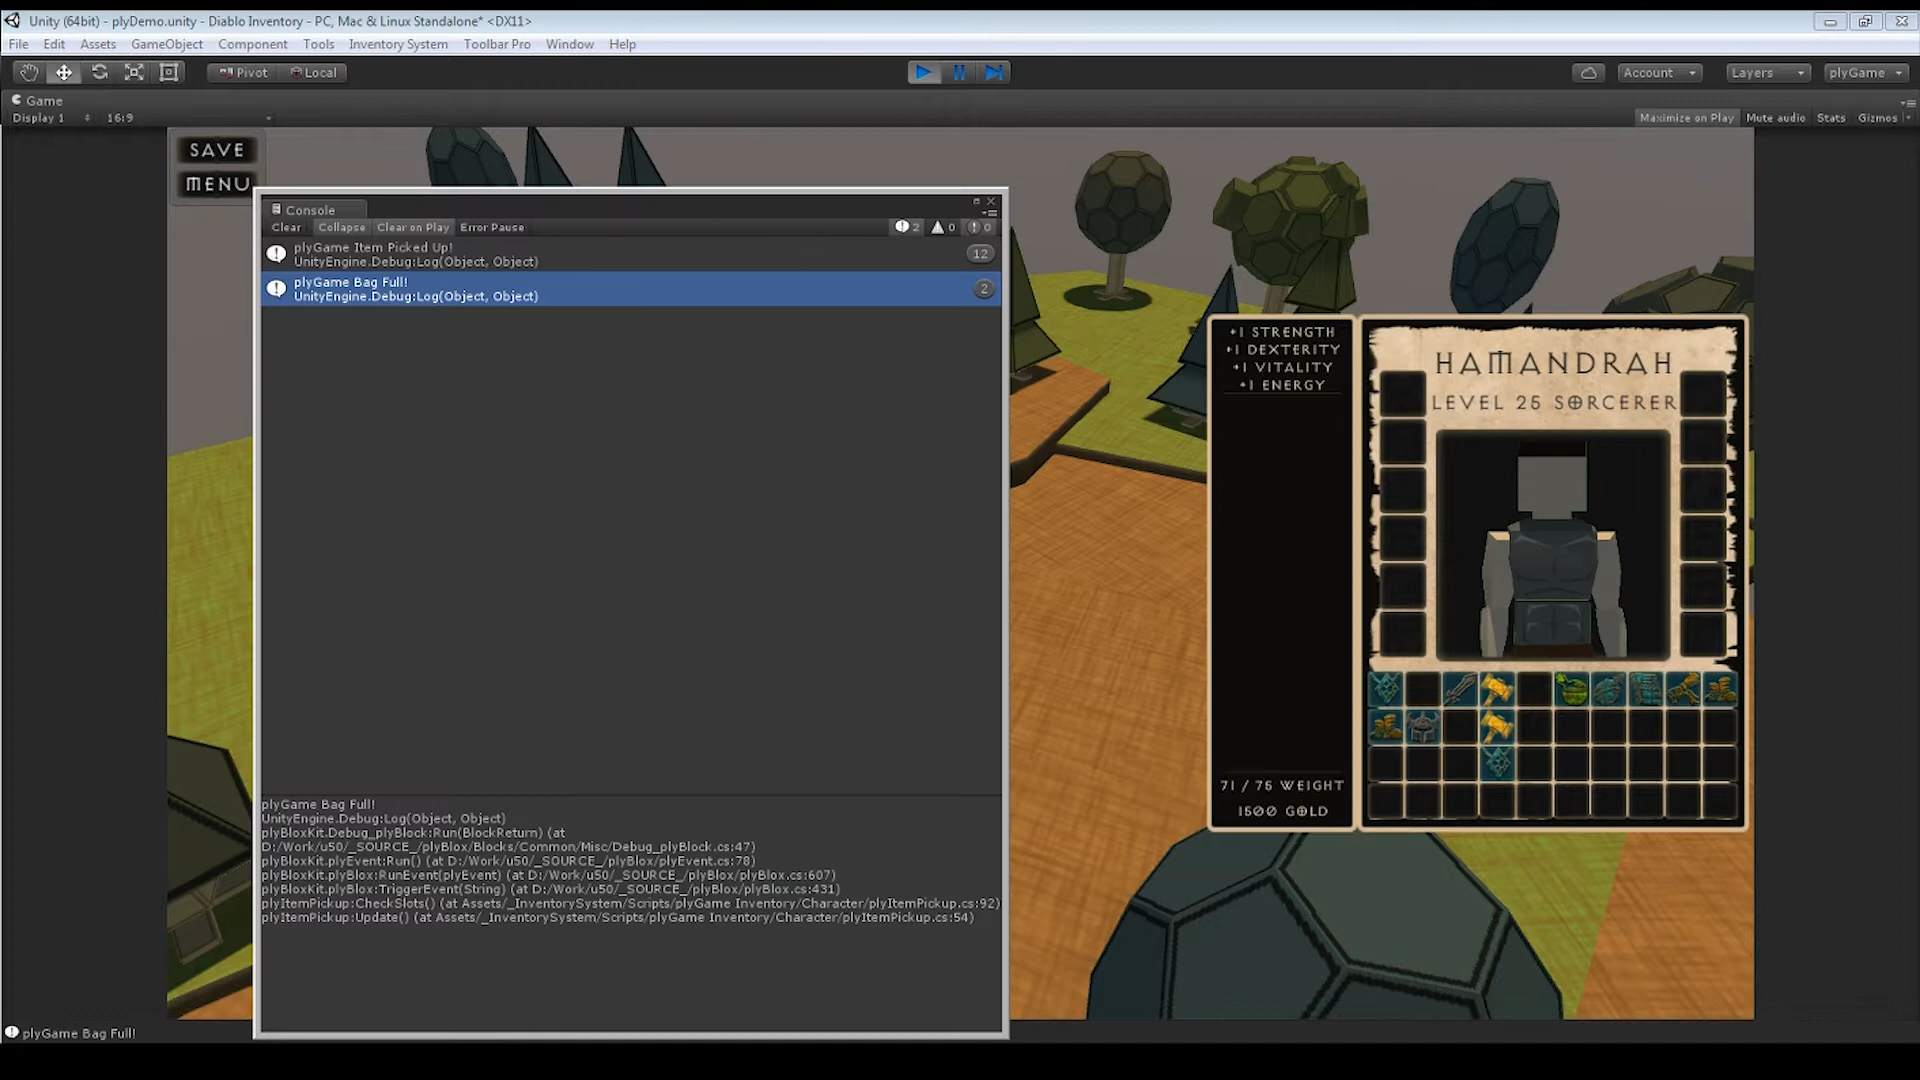 Unity (64bit) - plyDemo.unity - Diablo Inventory - PC, Mac & Linux Standalone* <DX11>
File Edit Assets GameObject Component Tools Inventory System Toolbar Pro Window Help
Pivot Local Account Layers plyGame
Game
Display 1 16:9 Maximize on Play Mute audio Stats Gizmos
SAVE
MENU
Console
Clear Collapse Clear on Play Error Pause 2 0 0
plyGame Item Picked Up!
UnityEngine.Debug:Log(Object, Object) 12
plyGame Bag Full!
UnityEngine.Debug:Log(Object, Object) 2
plyGame Bag Full!
UnityEngine.Debug:Log(Object, Object)
plyBloxKit.Debug_plyBlock:Run(BlockReturn) (at
D:/Work/u50/_SOURCE_/plyBlox/Blocks/Common/Misc/Debug_plyBlock.cs:47)
plyBloxKit.plyEvent:Run() (at D:/Work/u50/_SOURCE_/plyBlox/plyEvent.cs:78)
plyBloxKit.plyBlox:RunEvent(plyEvent) (at D:/Work/u50/_SOURCE_/plyBlox/plyBlox.cs:607)
plyBloxKit.plyBlox:TriggerEvent(String) (at D:/Work/u50/_SOURCE_/plyBlox/plyBlox.cs:431)
plyItemPickup:CheckSlots() (at Assets/_InventorySystem/Scripts/plyGame Inventory/Character/plyItemPickup.cs:92)
plyItemPickup:Update() (at Assets/_InventorySystem/Scripts/plyGame Inventory/Character/plyItemPickup.cs:54)
+1 STRENGTH
+1 DEXTERITY
+1 VITALITY
+1 ENERGY
71 / 75 WEIGHT
1500 GOLD
HAMANDRAH
LEVEL 25 SORCERER
plyGame Bag Full!